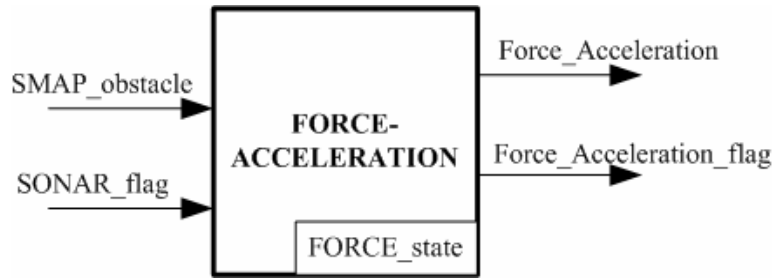 SMAP_obstacle
SONAR_flag
FORCE-
ACCELERATION
FORCE_state
Force_Acceleration
Force_Acceleration_flag